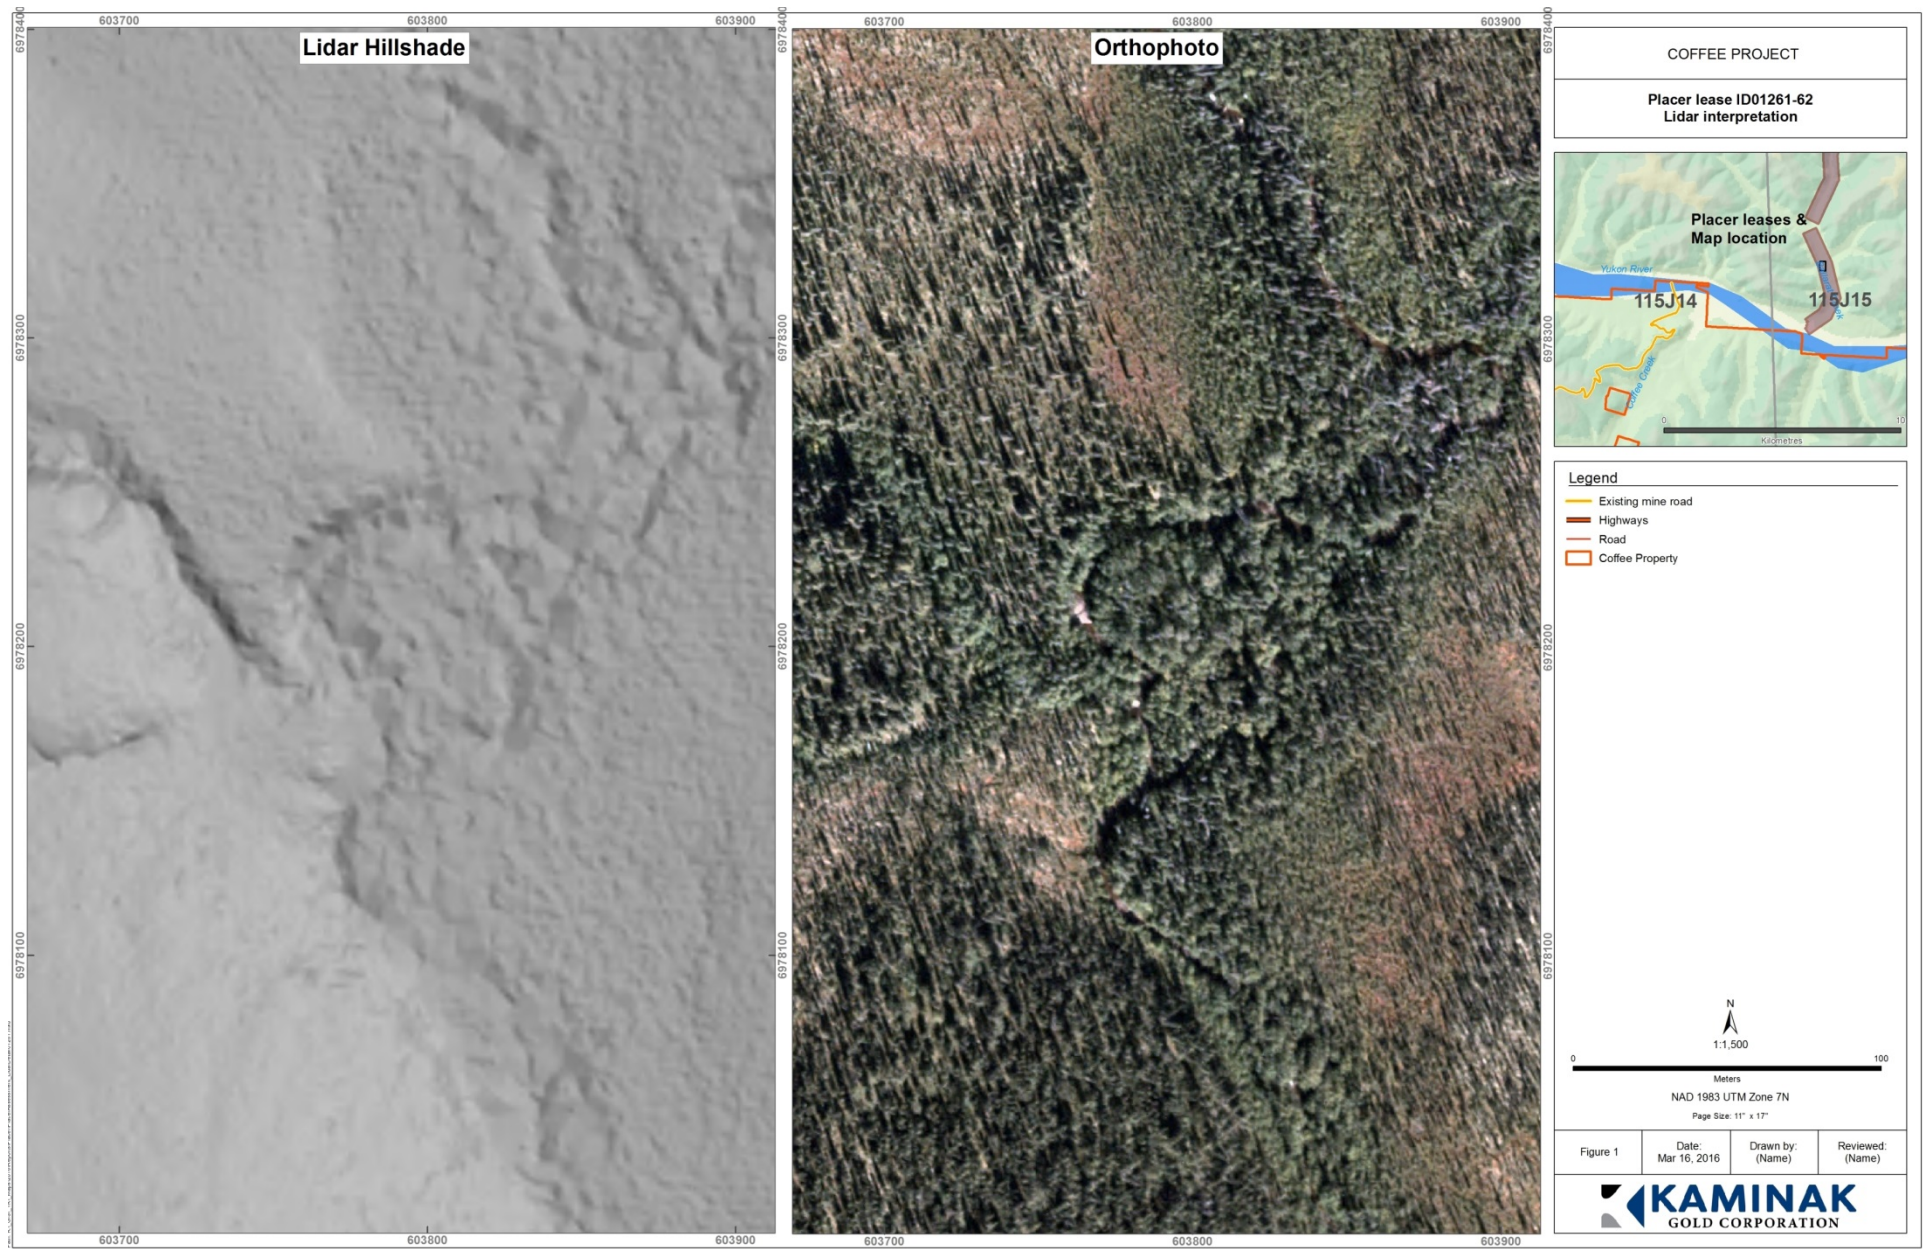 603700
603800
603900
603700
603800
603900
6978400
6978400
6978400
Lidar Hillshade
Orthophoto
6978300
6978300
6978300
6978200
6978200
6978200
6978100
6978100
6978100
603700
603800
603900
603700
603800
603900
COFFEE PROJECT
Placer lease ID01261-62
Lidar interpretation
Placer leases &
Map location
Yukon River
115J14
115J15
Coffee Creek
0
10
Kilometres
Legend
Existing mine road
Highways
Road
Coffee Property
N
1:1,500
0
100
Meters
NAD 1983 UTM Zone 7N
Page Size: 11" x 17"
Figure 1
Date:
Mar 16, 2016
Drawn by:
(Name)
Reviewed:
(Name)
KAMINAK
GOLD CORPORATION